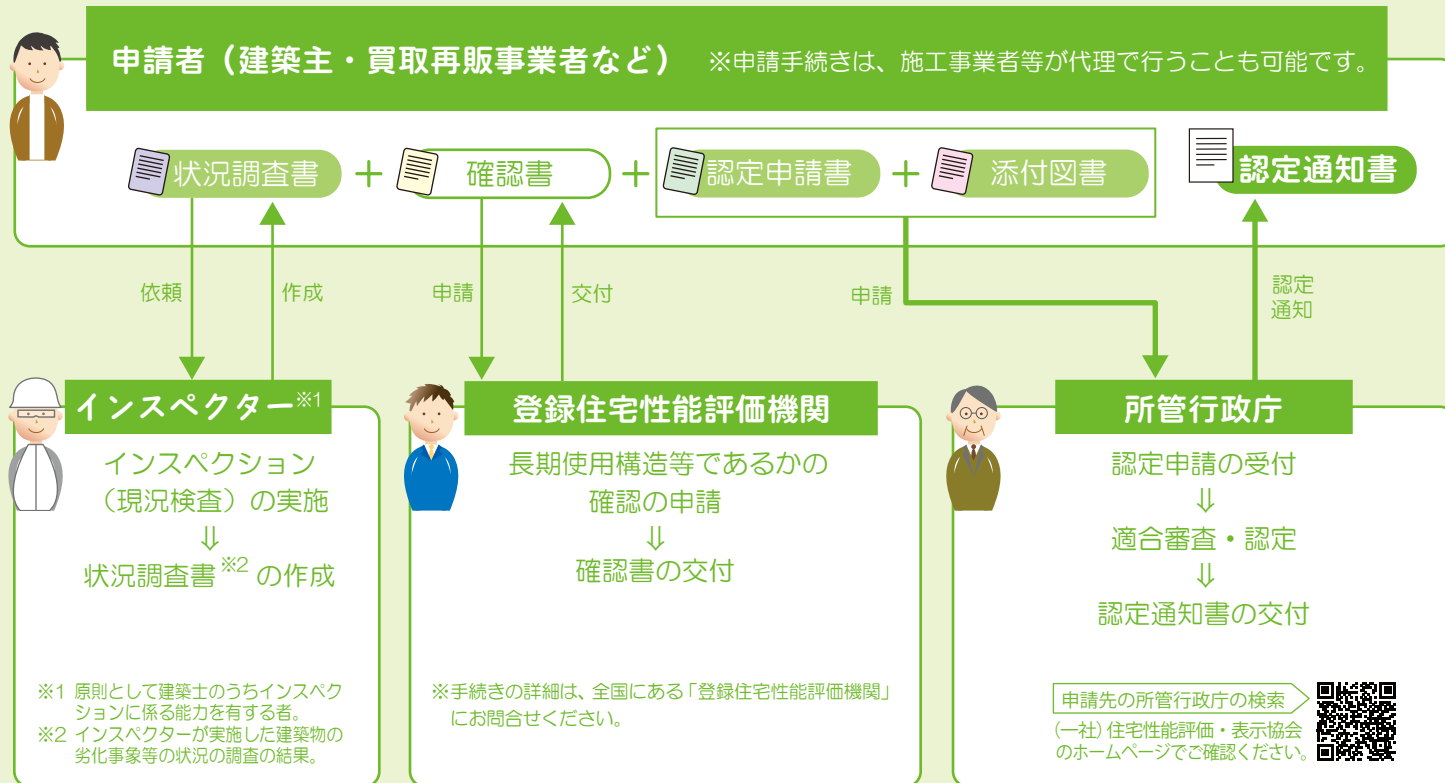 申請者（建築主・買取再販事業者など） ※申請手続きは、施工事業者等が代理で行うことも可能です。
状況調査書 + 確認書 + 認定申請書 + 添付図書 認定通知書
依頼 作成 申請 交付 申請 認定
通知
インスペクター※1
インスペクション
（現況検査）の実施
⇓
状況調査書※2 の作成
※1 原則として建築士のうちインスペク
ションに係る能力を有する者。
※2 インスペクターが実施した建築物の
劣化事象等の状況の調査の結果。
登録住宅性能評価機関
長期使用構造等であるかの
確認の申請
⇓
確認書の交付
※手続きの詳細は、全国にある「登録住宅性能評価機関」
にお問合せください。
所管行政庁
認定申請の受付
⇓
適合審査・認定
⇓
認定通知書の交付
申請先の所管行政庁の検索
(一社)住宅性能評価・表示協会
のホームページでご確認ください。